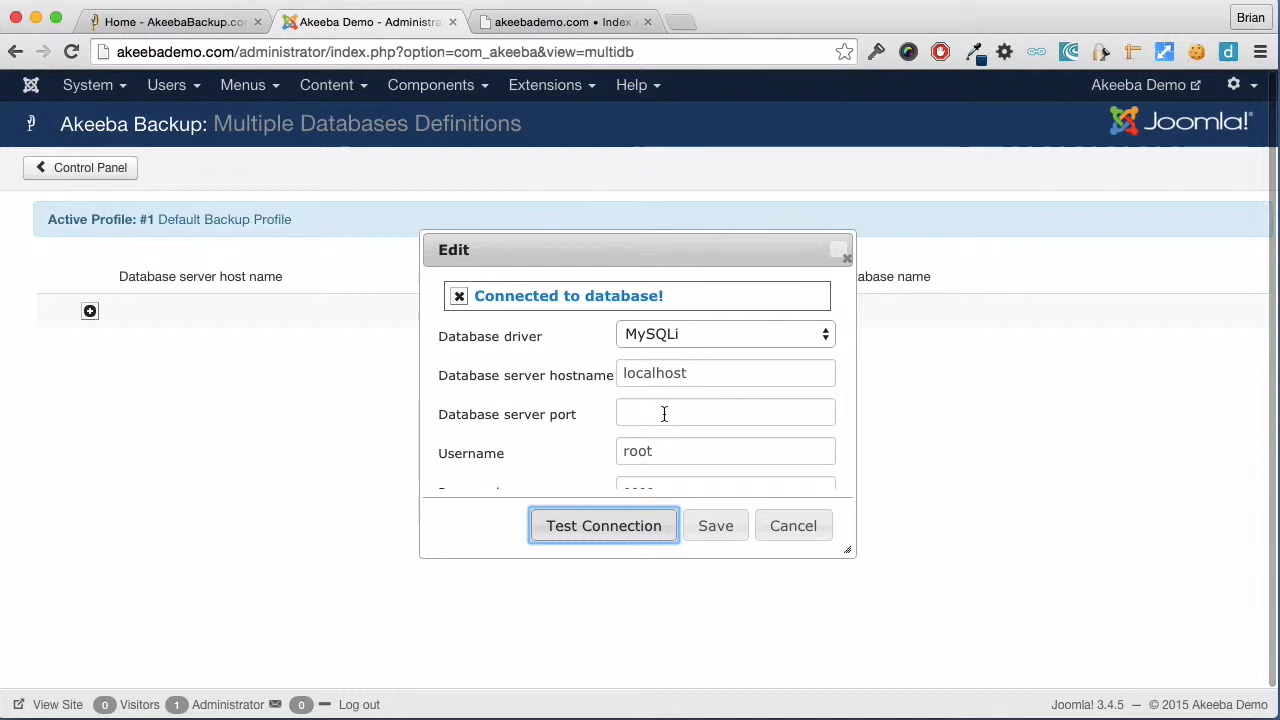 Home - AkeebaBackup.co
Akeeba Demo - Administra
akeebademo.com • Index
Brian
akeebademo.com/administrator/index.php?option=com_akeeba&view=multidb
System
Users
Menus
Content
Components
Extensions
Help
Akeeba Demo
Akeeba Backup: Multiple Databases Definitions
Joomla!®
Control Panel
Active Profile: #1 Default Backup Profile
Edit
Database server host name
abase name
Connected to database!
Database driver MySQLi
Database server hostname localhost
Database server port
Username root
Test Connection
Save
Cancel
View Site 0 Visitors 1 Administrator 0 Log out
Joomla! 3.4.5 — © 2015 Akeeba Demo